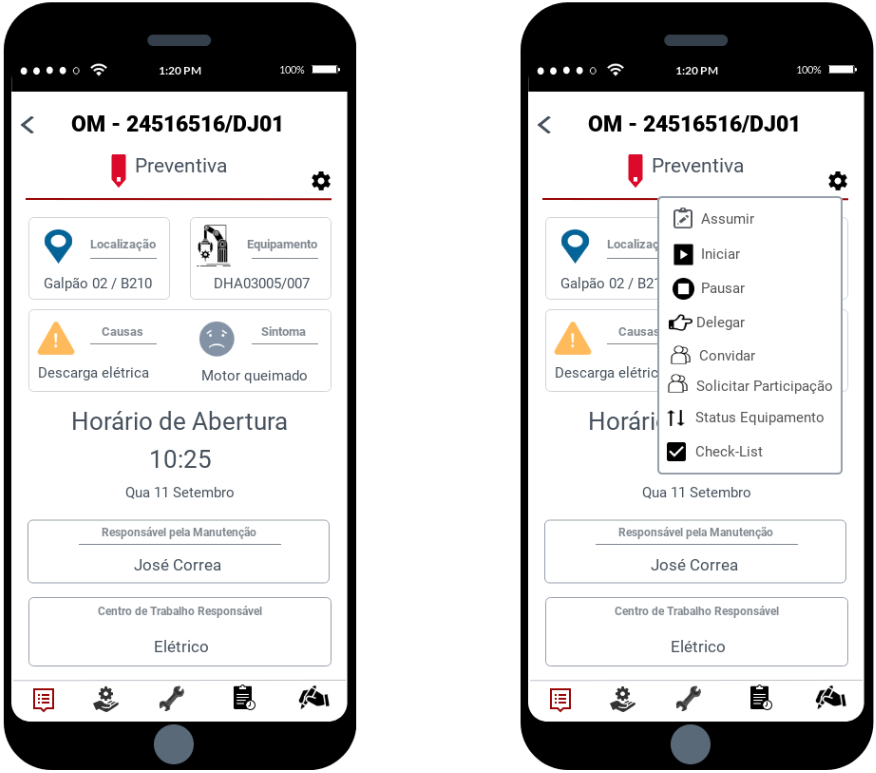 1:20 PM
100%
OM - 24516516/DJ01
Preventiva
Localização
Equipamento
Galpão 02 / B210
DHA03005/007
Causas
Sintoma
Descarga elétrica
Motor queimado
Horário de Abertura
10:25
Qua 11 Setembro
Responsável pela Manutenção
José Correa
Centro de Trabalho Responsável
Elétrico
1:20 PM
100%
OM - 24516516/DJ01
Preventiva
Assumir
Iniciar
Pausar
Delegar
Convidar
Solicitar Participação
Status Equipamento
Check-List
Localizaç
Galpão 02 / B21
Causas
Descarga elétric
Horári
Qua 11 Setembro
Responsável pela Manutenção
José Correa
Centro de Trabalho Responsável
Elétrico